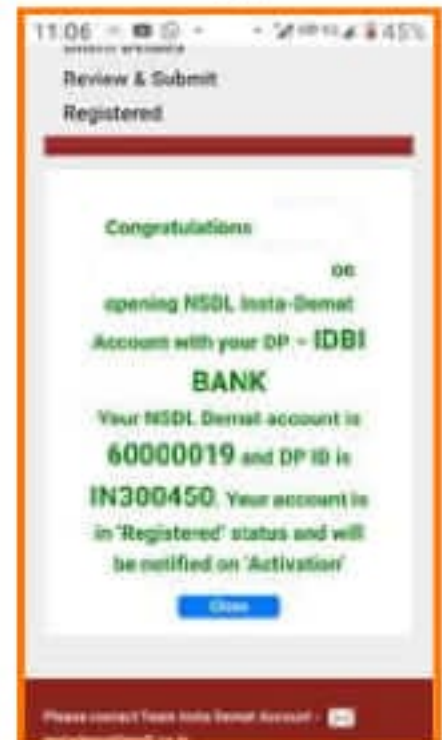 11:06
45%
Review & Submit
Registered
Congratulations
on
opening NSDL Insta-Demat
Account with your DP - IDBI
BANK
Your NSDL Demat account is
60000019 and DP ID is
IN300450. Your account is
in 'Registered' status and will
be notified on 'Activation'
Close
Please contact Team Insta Demat Account -